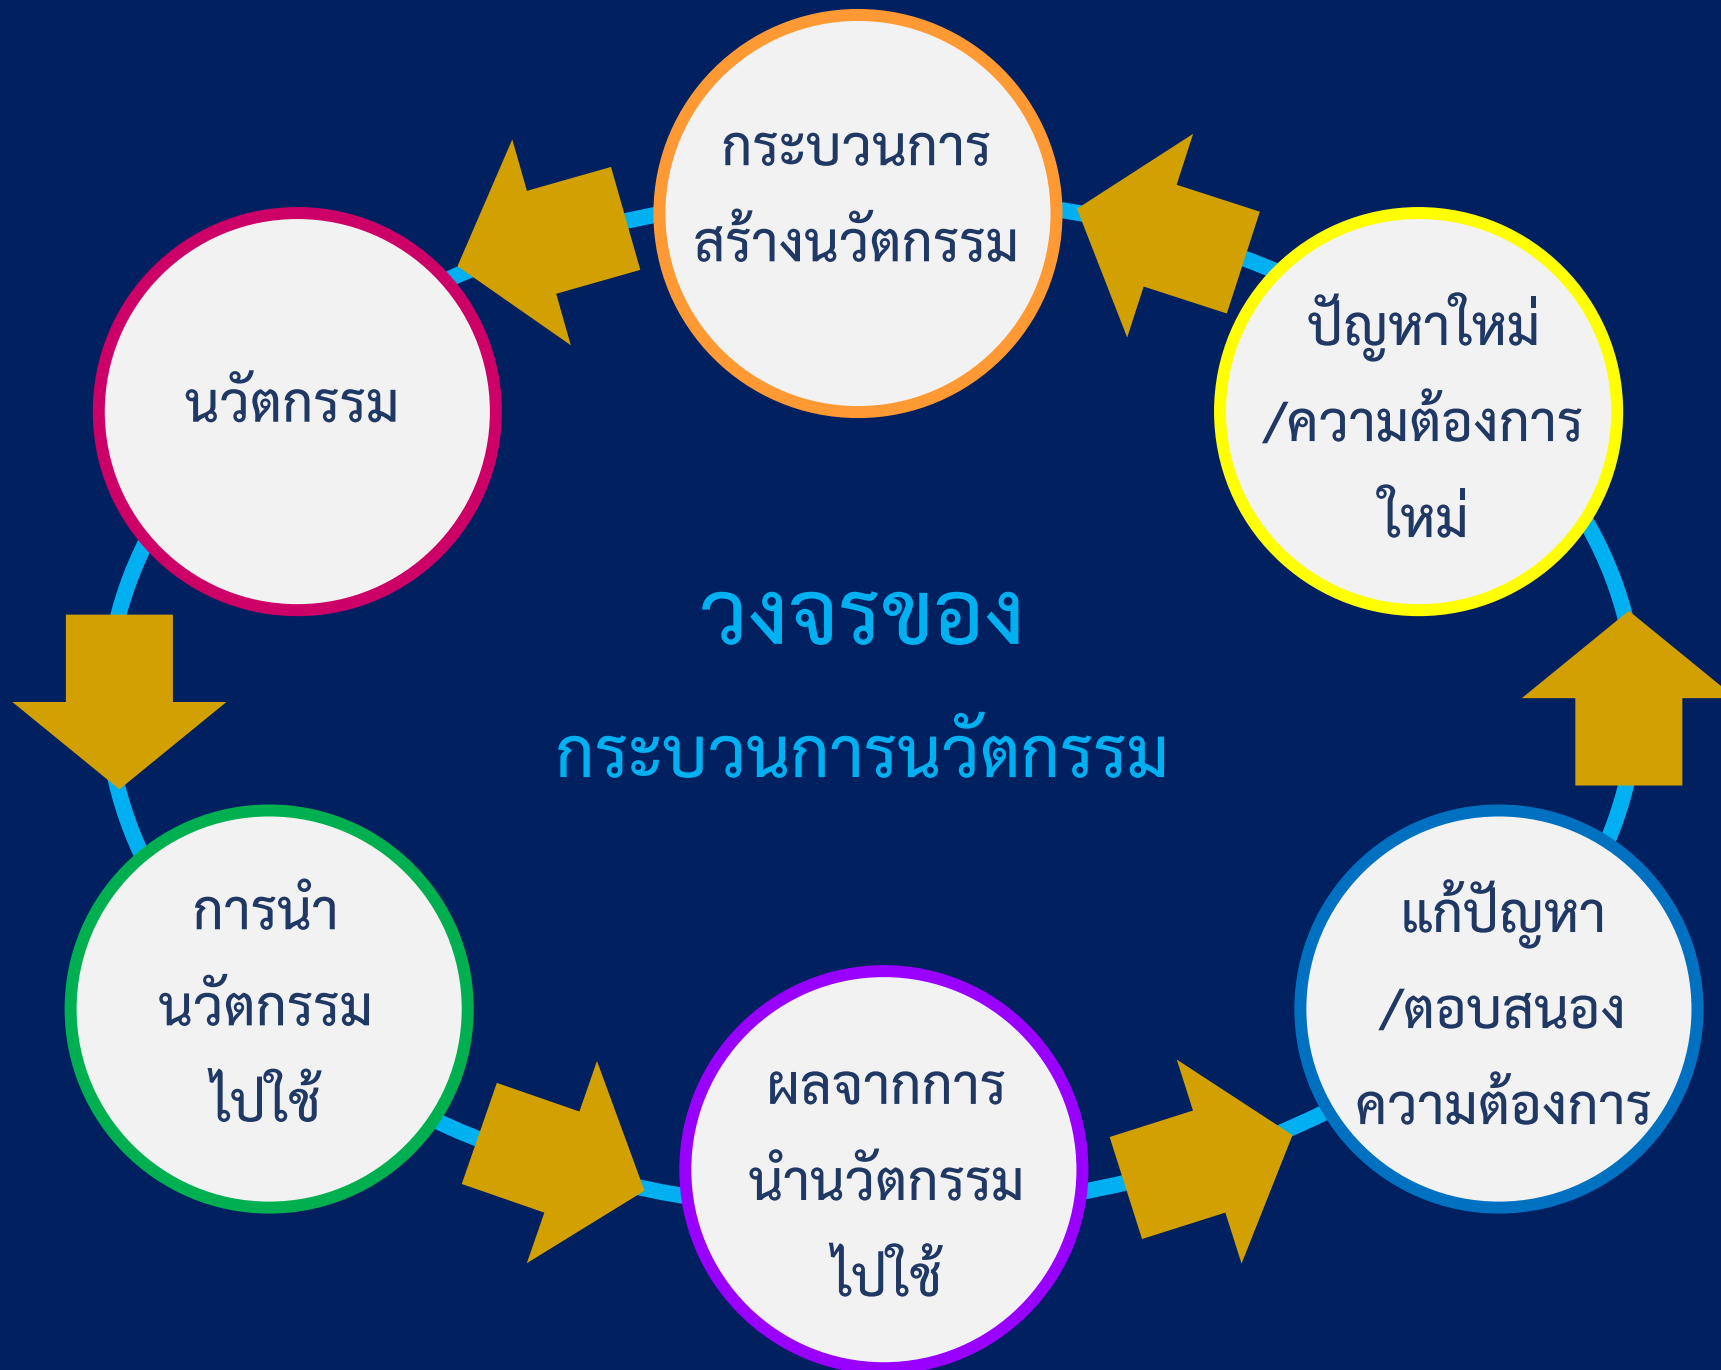 กระบวนการ
สร้างนวัตกรรม
นวัตกรรม
ปัญหาใหม่
/ความต้องการ
ใหม่
วงจรของ
กระบวนการนวัตกรรม
การนำ
นวัตกรรม
ไปใช้
ผลจากการ
นำนวัตกรรม
ไปใช้
แก้ปัญหา
/ตอบสนอง
ความต้องการ